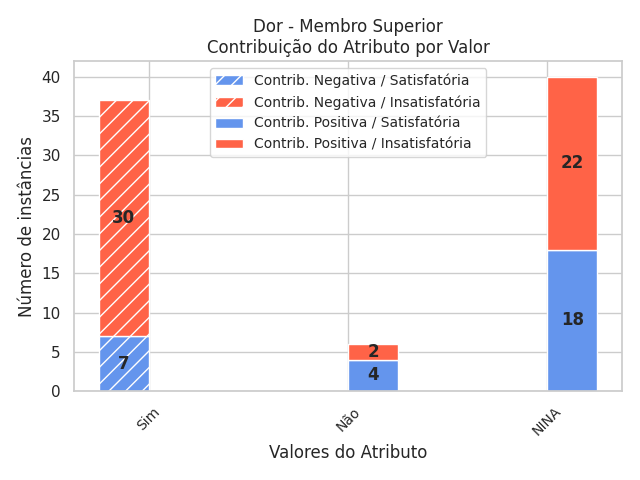 Dor - Membro Superior
Contribuição do Atributo por Valor
Número de instâncias
40
35
30
25
20
15
10
5
0
Contrib. Negativa / Satisfatória
Contrib. Negativa / Insatisfatória
Contrib. Positiva / Satisfatória
Contrib. Positiva / Insatisfatória
30
7
2
4
22
18
Sim
Não
NINA
Valores do Atributo